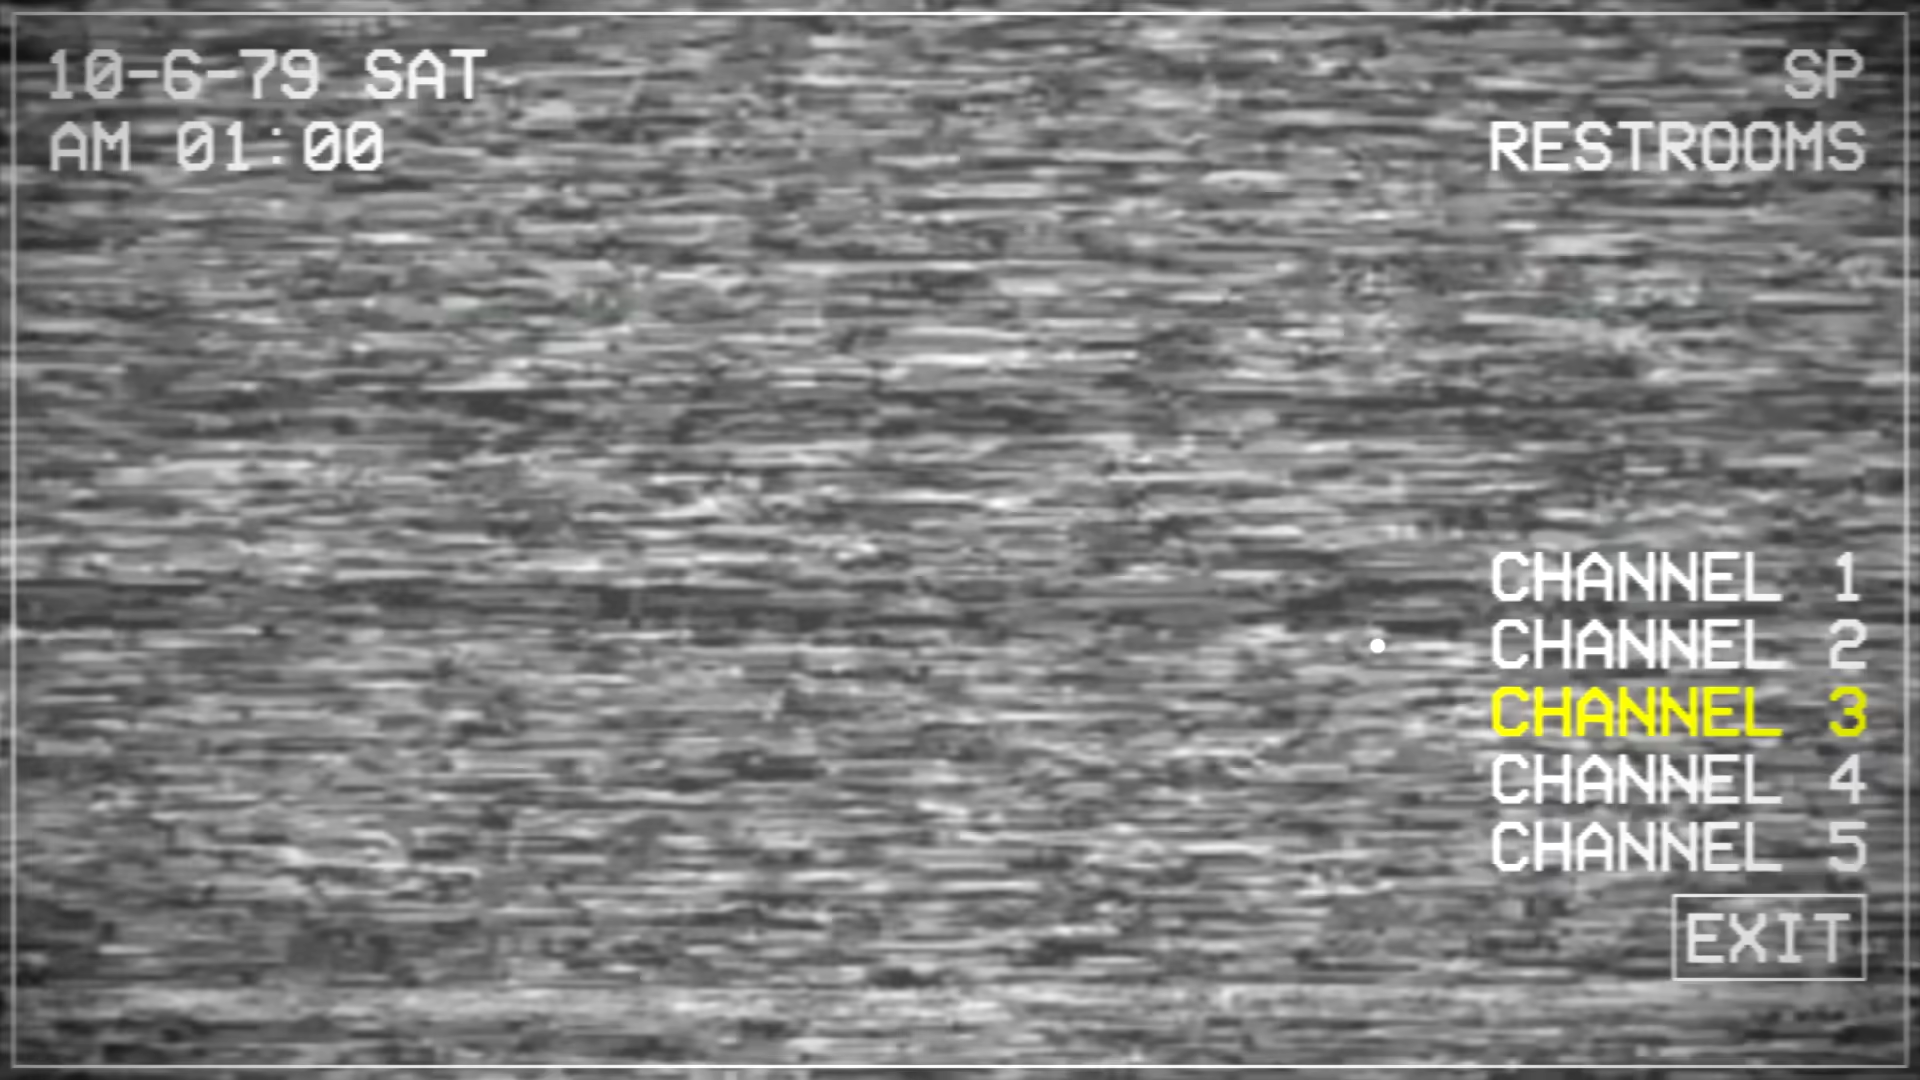 10-6-79 SAT
AM 01:00
SP
RESTROOMS
CHANNEL 1
CHANNEL 2
CHANNEL 3
CHANNEL 4
CHANNEL 5
EXIT